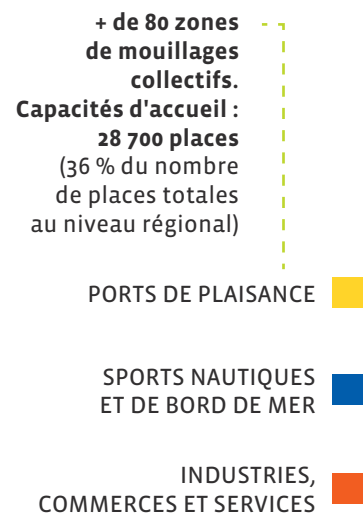 + de 80 zones
de mouillages
collectifs.
Capacités d'accueil :
28 700 places
(36 % du nombre
de places totales
au niveau régional)
PORTS DE PLAISANCE
SPORTS NAUTIQUES
ET DE BORD DE MER
INDUSTRIES,
COMMERCES ET SERVICES